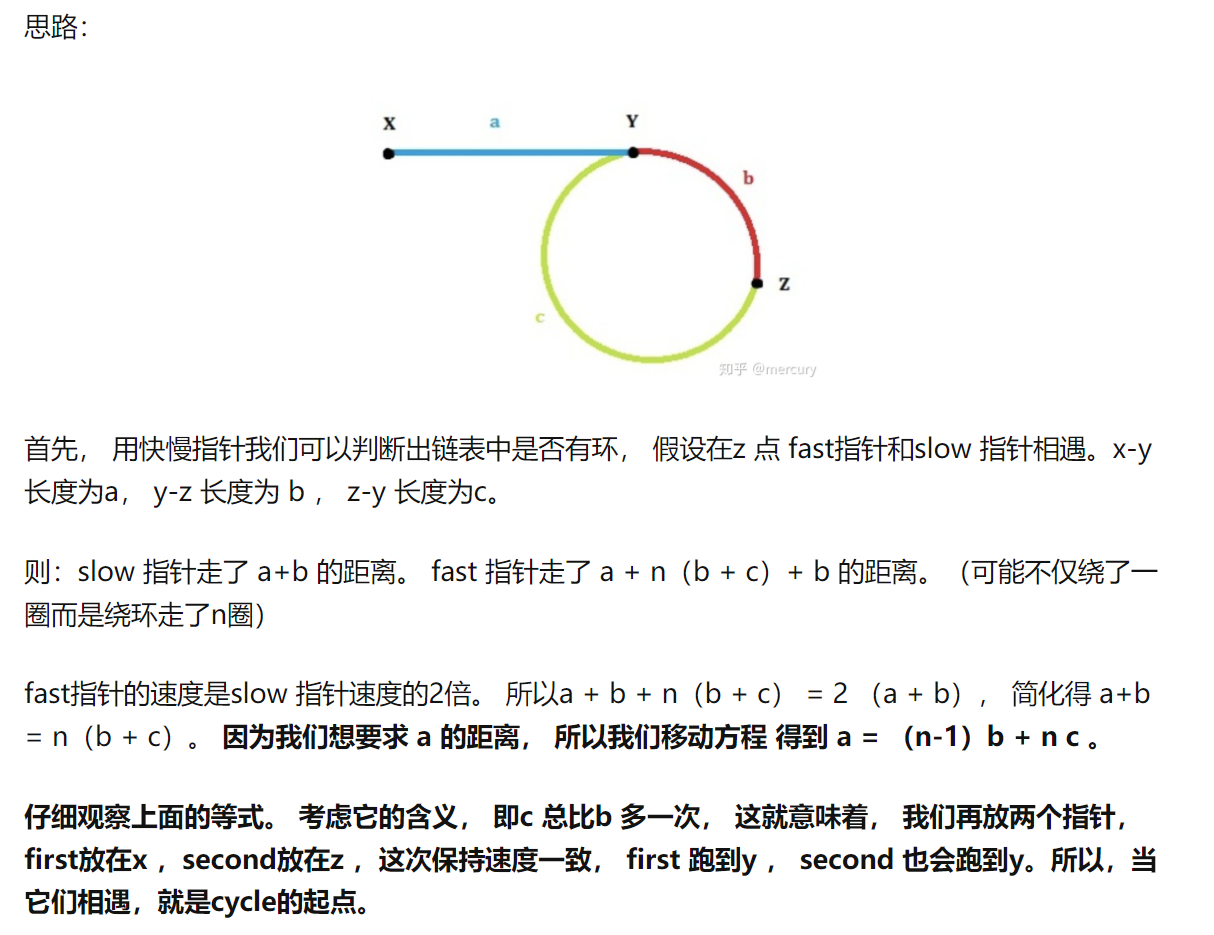 思路：
X a Y
b
Z
c
知乎 @mercury
首先， 用快慢指针我们可以判断出链表中是否有环， 假设在z 点 fast指针和slow 指针相遇。x-y
长度为a， y-z 长度为 b ， z-y 长度为c。
则：slow 指针走了 a+b 的距离。 fast 指针走了 a + n（b + c）+ b 的距离。（可能不仅绕了一
圈而是绕环走了n圈）
fast指针的速度是slow 指针速度的2倍。 所以a + b + n（b + c） = 2 （a + b）， 简化得 a+b
= n（b + c）。 因为我们想要求 a 的距离， 所以我们移动方程 得到 a = （n-1）b + n c 。
仔细观察上面的等式。 考虑它的含义， 即c 总比b 多一次， 这就意味着， 我们再放两个指针，
first放在x ，second放在z ，这次保持速度一致， first 跑到y ， second 也会跑到y。所以，当
它们相遇，就是cycle的起点。